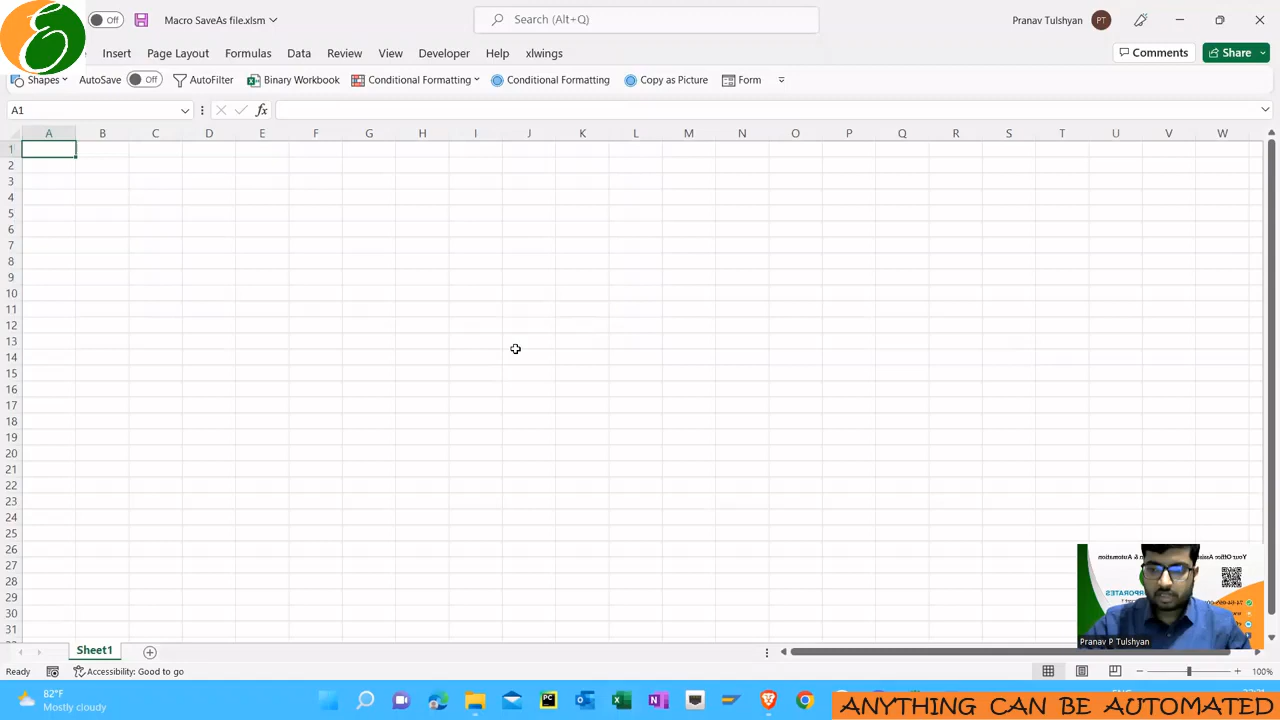 Off
Macro SaveAs file.xlsm
Search (Alt+Q)
Pranav Tulshyan
PT
Insert
Page Layout
Formulas
Data
Review
View
Developer
Help
xlwings
Comments
Share
Shapes
AutoSave
Off
AutoFilter
Binary Workbook
Conditional Formatting
Conditional Formatting
Copy as Picture
Form
A1
fx
A B C D E F G H I J K L M N O P Q R S T U V W
1
2
3
4
5
6
7
8
9
10
11
12
13
14
15
16
17
18
19
20
21
22
23
24
25
26
27
28
29
30
31
Your Office Assis
n & Automation
Pranav P Tulshyan
Sheet1
Ready
Accessibility: Good to go
100%
82°F
Mostly cloudy
ANYTHING CAN BE AUTOMATED